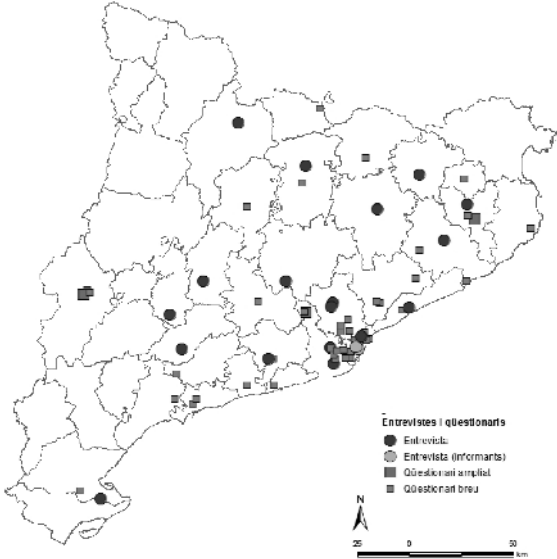 Entrevistes i qüestionaris
Entrevista
Entrevista (informants)
Qüestionari ampliat
Qüestionari breu
N
25 0 50
km